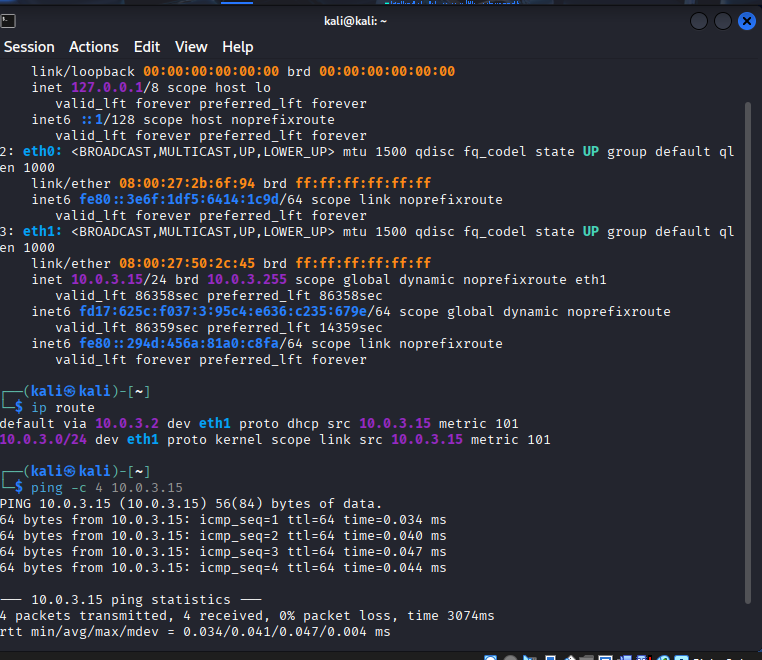 kali@kali: ~
Session Actions Edit View Help
link/loopback 00:00:00:00:00:00 brd 00:00:00:00:00:00
inet 127.0.0.1/8 scope host lo
valid_lft forever preferred_lft forever
inet6 ::1/128 scope host noprefixroute
valid_lft forever preferred_lft forever
2: eth0: <BROADCAST,MULTICAST,UP,LOWER_UP> mtu 1500 qdisc fq_codel state UP group default ql
en 1000
link/ether 08:00:27:2b:6f:94 brd ff:ff:ff:ff:ff:ff
inet6 fe80::3e6f:1df5:6414:1c9d/64 scope link noprefixroute
valid_lft forever preferred_lft forever
3: eth1: <BROADCAST,MULTICAST,UP,LOWER_UP> mtu 1500 qdisc fq_codel state UP group default ql
en 1000
link/ether 08:00:27:50:2c:45 brd ff:ff:ff:ff:ff:ff
inet 10.0.3.15/24 brd 10.0.3.255 scope global dynamic noprefixroute eth1
valid_lft 86358sec preferred_lft 86358sec
inet6 fd17:625c:f037:3:95c4:e636:c235:679e/64 scope global dynamic noprefixroute
valid_lft 86359sec preferred_lft 14359sec
inet6 fe80::294d:456a:81a0:c8fa/64 scope link noprefixroute
valid_lft forever preferred_lft forever
┌──(kali㉿kali)-[~]
└─$ ip route
default via 10.0.3.2 dev eth1 proto dhcp src 10.0.3.15 metric 101
10.0.3.0/24 dev eth1 proto kernel scope link src 10.0.3.15 metric 101
┌──(kali㉿kali)-[~]
└─$ ping -c 4 10.0.3.15
PING 10.0.3.15 (10.0.3.15) 56(84) bytes of data.
64 bytes from 10.0.3.15: icmp_seq=1 ttl=64 time=0.034 ms
64 bytes from 10.0.3.15: icmp_seq=2 ttl=64 time=0.040 ms
64 bytes from 10.0.3.15: icmp_seq=3 ttl=64 time=0.047 ms
64 bytes from 10.0.3.15: icmp_seq=4 ttl=64 time=0.044 ms
--- 10.0.3.15 ping statistics ---
4 packets transmitted, 4 received, 0% packet loss, time 3074ms
rtt min/avg/max/mdev = 0.034/0.041/0.047/0.004 ms